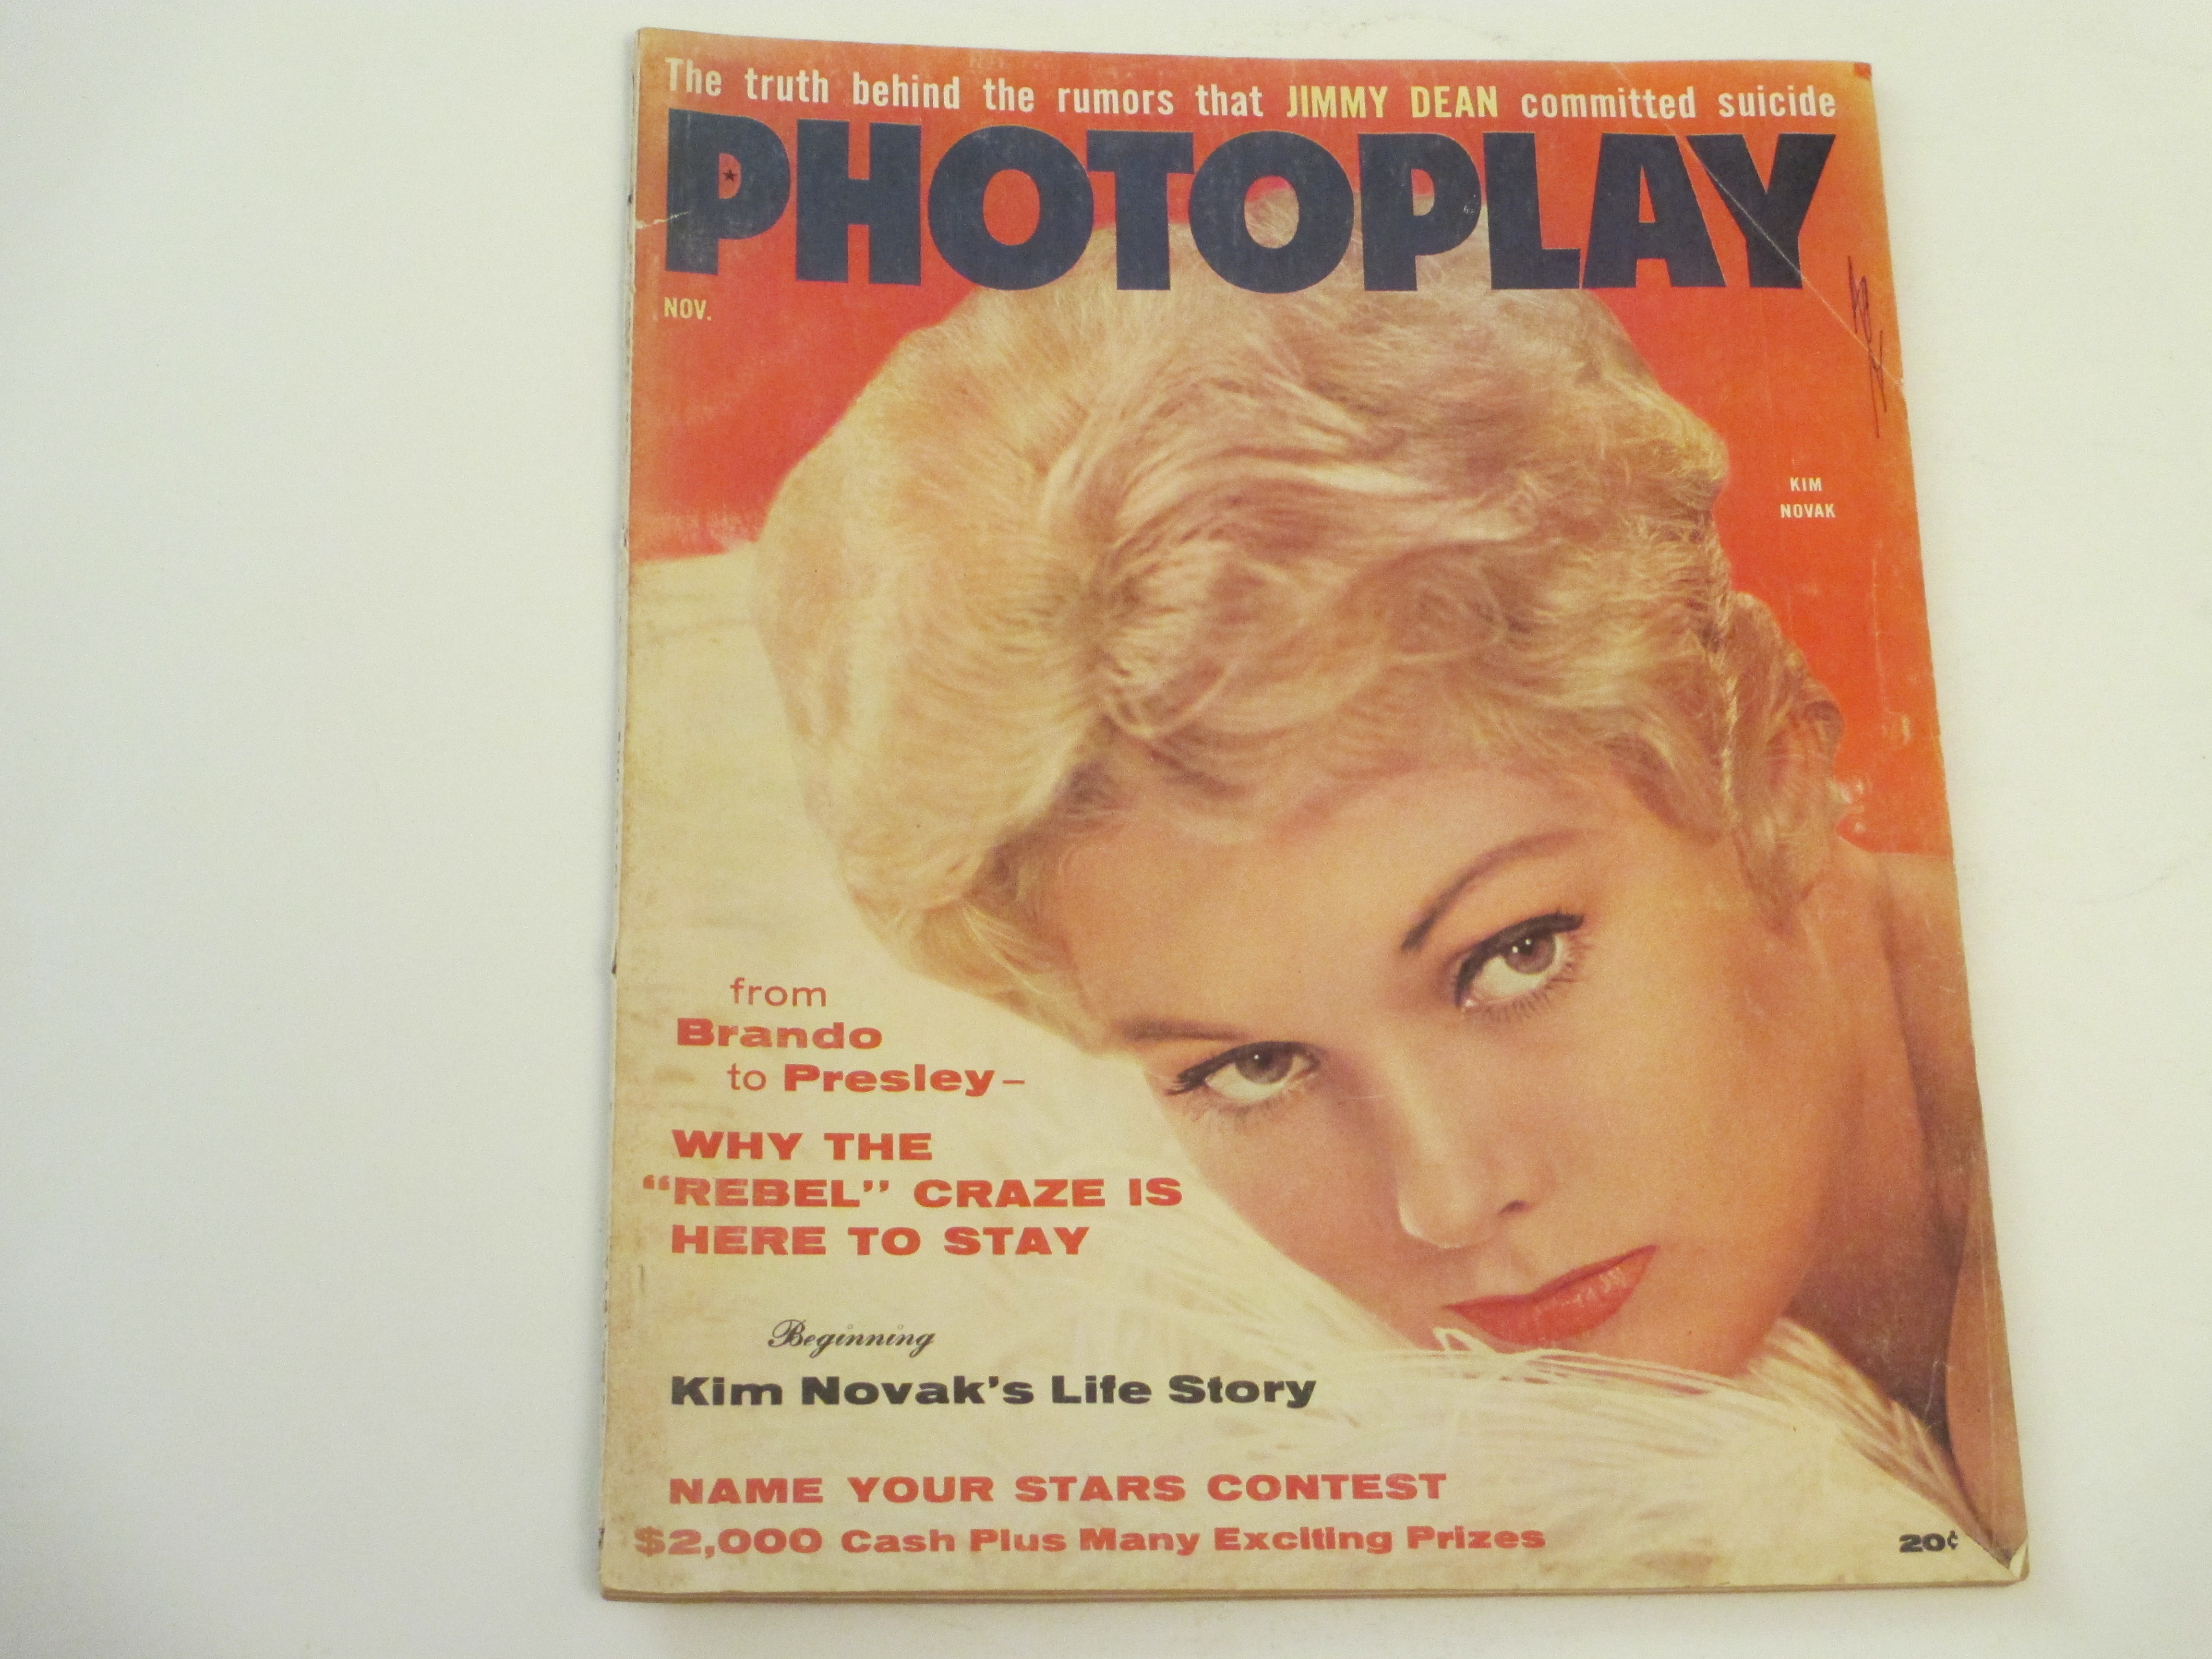 The truth behind the rumors that JIMMY DEAN committed suicide
PHOTOPLAY
NOV.
KIM
NOVAK
from
Brando
to Presley–
WHY THE
“REBEL” CRAZE IS
HERE TO STAY
Beginning
Kim Novak’s Life Story
NAME YOUR STARS CONTEST
$2,000 Cash Plus Many Exciting Prizes
20¢